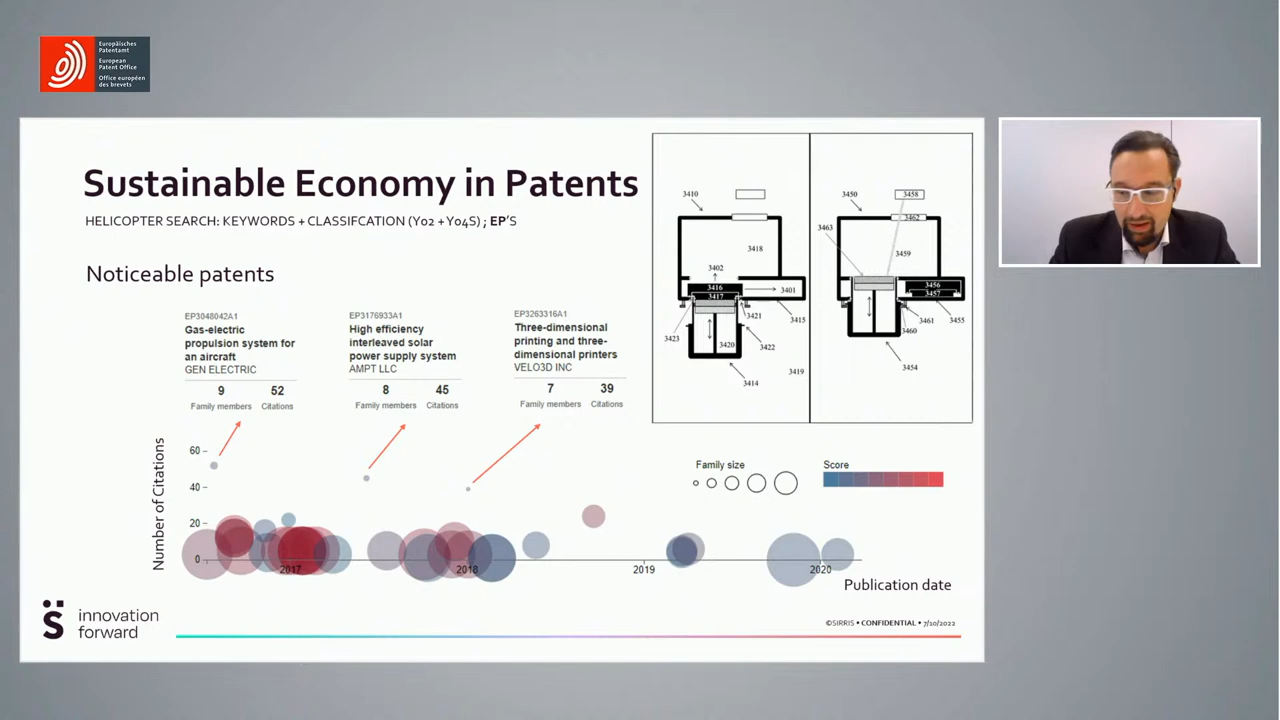 Europäisches
Patentamt
European
Patent Office
Office européen
des brevets
Sustainable Economy in Patents
HELICOPTER SEARCH: KEYWORDS + CLASSIFCATION (Y02 + Y04S) ; EP'S
Noticeable patents
EP3048042A1
Gas-electric
propulsion system for
an aircraft
GEN ELECTRIC
9 52
Family members Citations
EP3176933A1
High efficiency
interleaved solar
power supply system
AMPT LLC
8 45
Family members Citations
EP3263316A1
Three-dimensional
printing and three-
dimensional printers
VELO3D INC
7 39
Family members Citations
3410
3418
3402
3416
3417
3401
3421
3415
3423
3420
3422
3414
3419
3450
3458
3462
3463
3459
3456
3457
3461
3455
3460
3454
Number of Citations
60
40
20
0
2017 2018 2019 2020
Publication date
Family size
Score
S̈ innovation
forward
©SIRRIS • CONFIDENTIAL • 7/10/2022